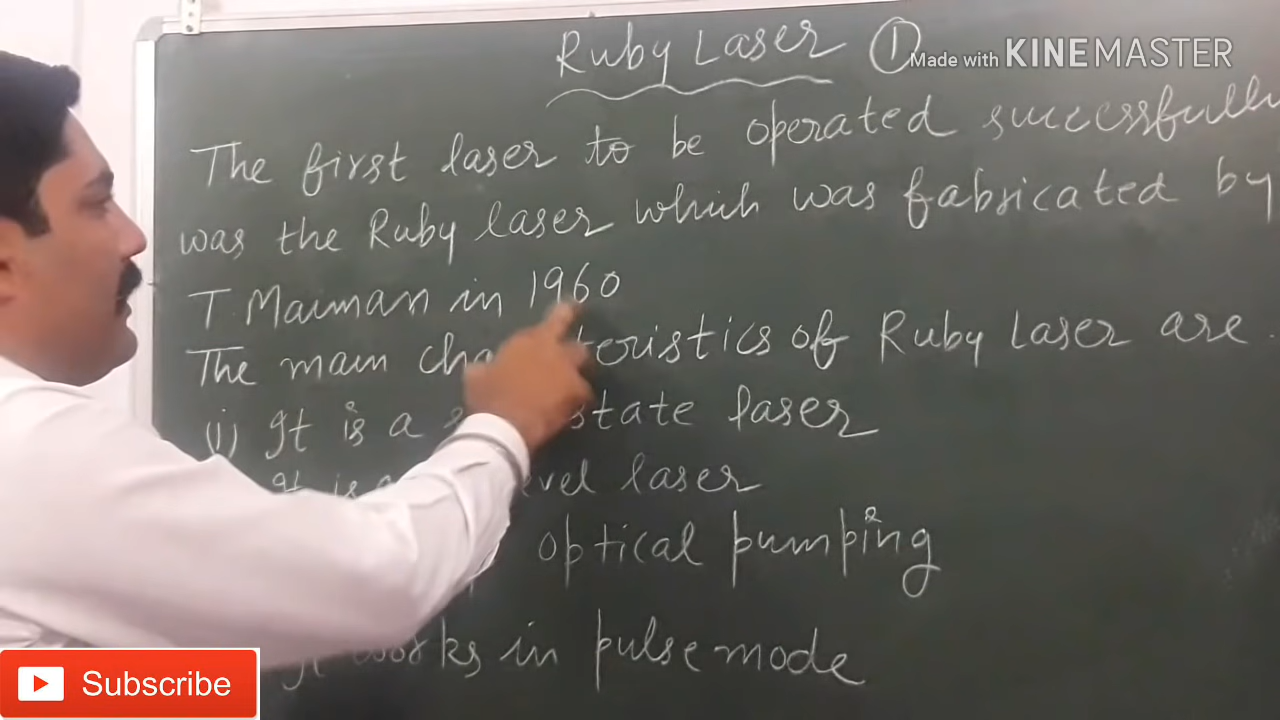 Ruby Laser ①
Made with KINEMASTER
The first laser to be operated successfully
was the Ruby laser which was fabricated by
T. Maiman in 1960
The main characteristics of Ruby Laser are.
(i) It is a state laser
It is a level laser
optical pumping
It works in pulse mode
Subscribe